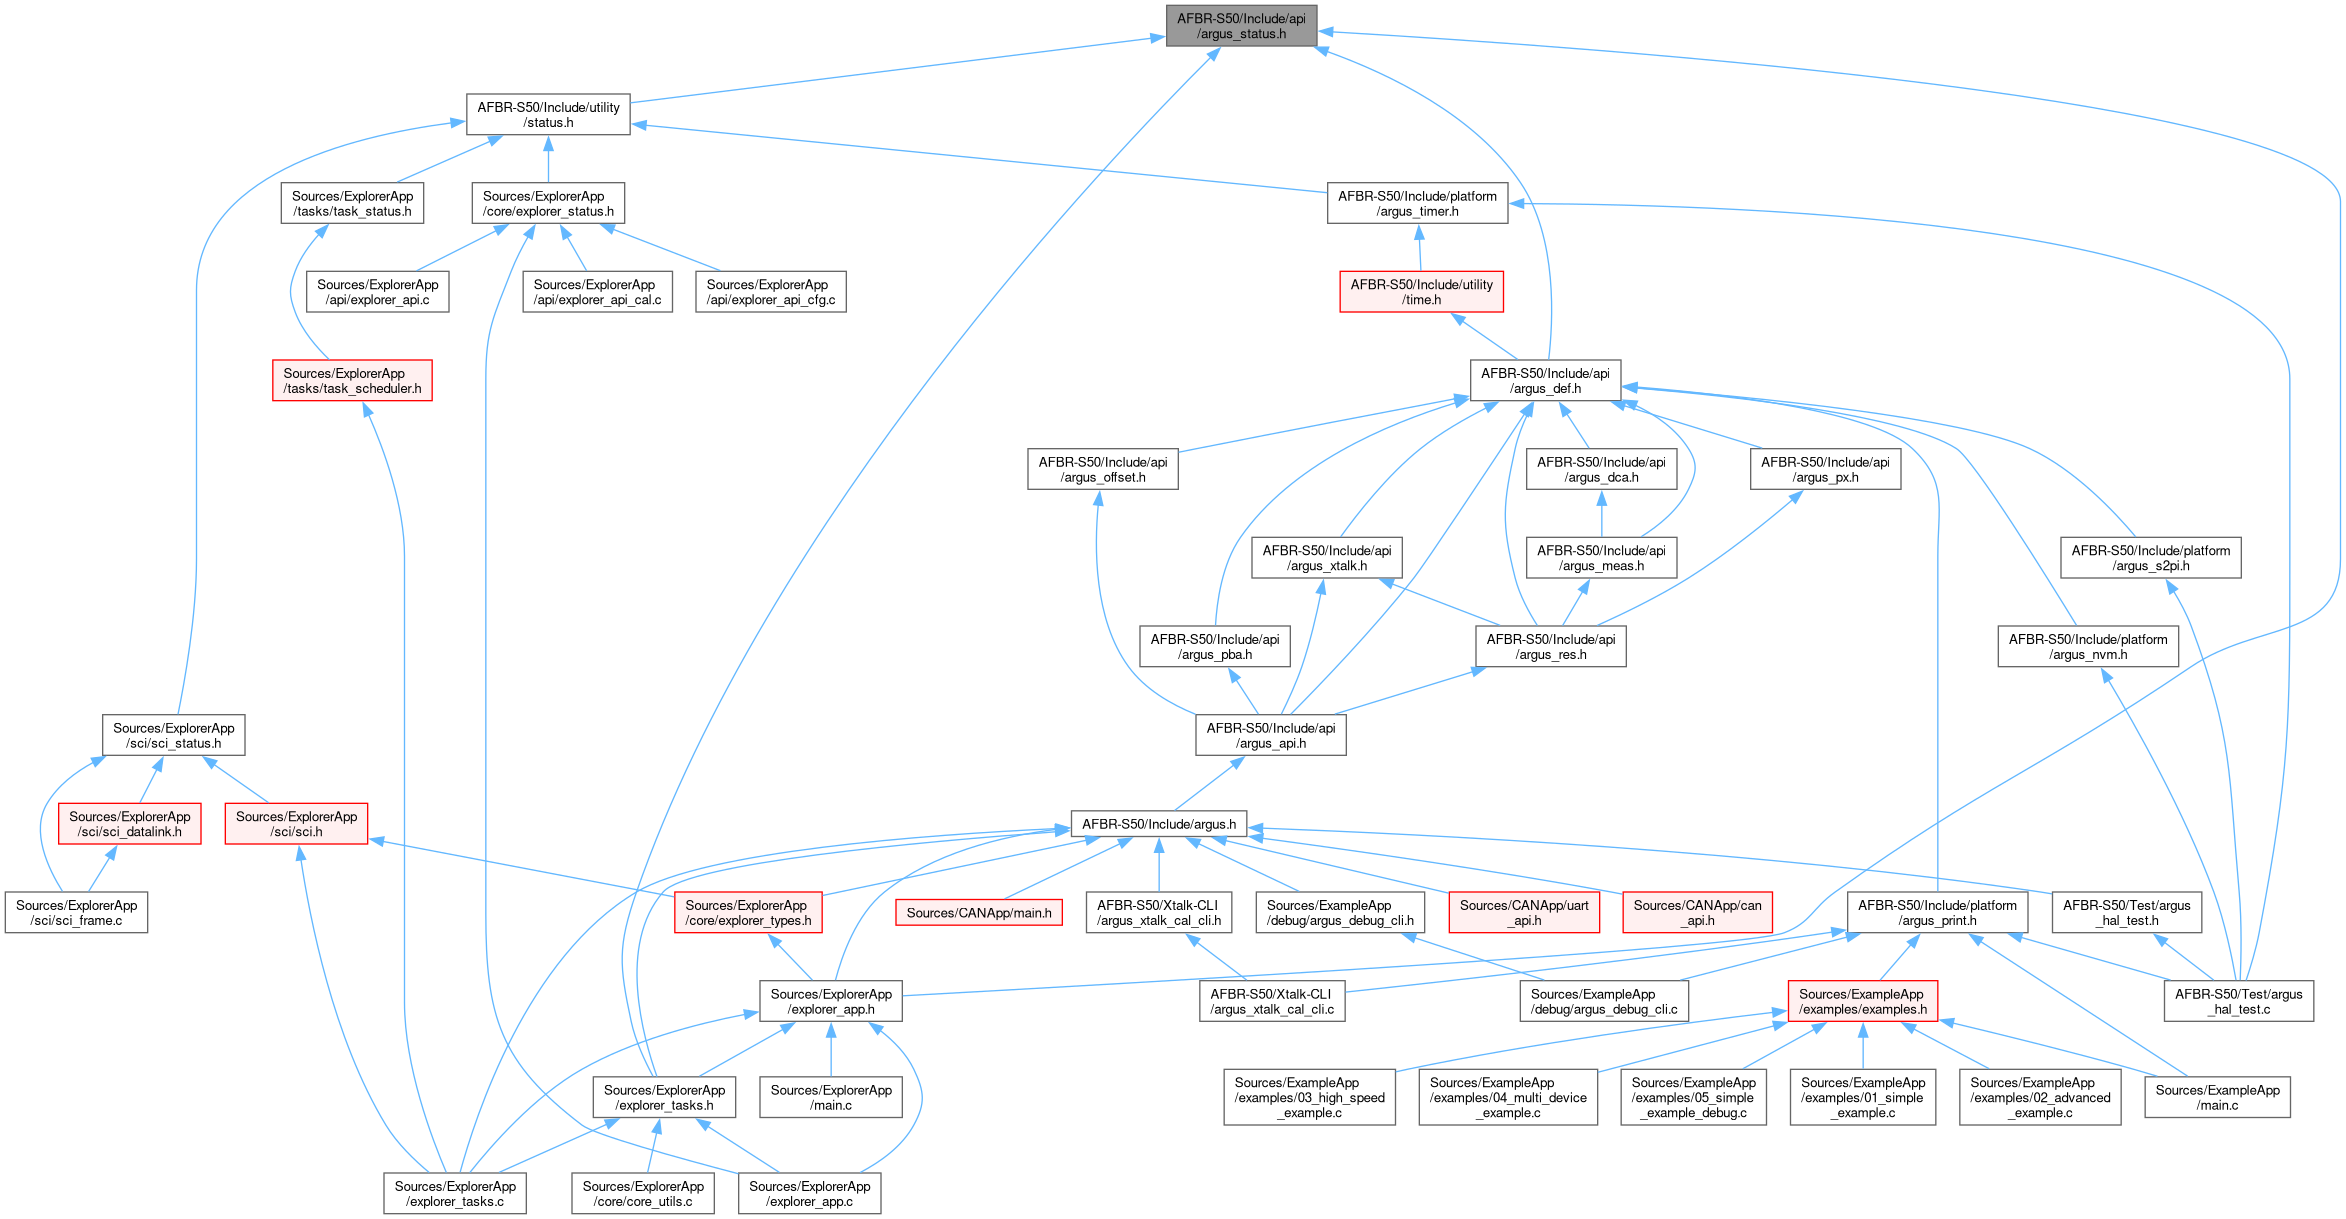 AFBR-S50/Include/api
/argus_status.h
AFBR-S50/Include/utility
/status.h
Sources/ExplorerApp
/tasks/task_status.h
Sources/ExplorerApp
/core/explorer_status.h
AFBR-S50/Include/platform
/argus_timer.h
Sources/ExplorerApp
/api/explorer_api.c
Sources/ExplorerApp
/api/explorer_api_cal.c
Sources/ExplorerApp
/api/explorer_api_cfg.c
AFBR-S50/Include/utility
/time.h
Sources/ExplorerApp
/tasks/task_scheduler.h
AFBR-S50/Include/api
/argus_def.h
AFBR-S50/Include/api
/argus_offset.h
AFBR-S50/Include/api
/argus_dca.h
AFBR-S50/Include/api
/argus_px.h
AFBR-S50/Include/api
/argus_xtalk.h
AFBR-S50/Include/api
/argus_meas.h
AFBR-S50/Include/platform
/argus_s2pi.h
AFBR-S50/Include/api
/argus_pba.h
AFBR-S50/Include/api
/argus_res.h
AFBR-S50/Include/platform
/argus_nvm.h
Sources/ExplorerApp
/sci/sci_status.h
AFBR-S50/Include/api
/argus_api.h
Sources/ExplorerApp
/sci/sci_datalink.h
Sources/ExplorerApp
/sci/sci.h
AFBR-S50/Include/argus.h
Sources/ExplorerApp
/sci/sci_frame.c
Sources/ExplorerApp
/core/explorer_types.h
Sources/CANApp/main.h
AFBR-S50/Xtalk-CLI
/argus_xtalk_cal_cli.h
Sources/ExampleApp
/debug/argus_debug_cli.h
Sources/CANApp/uart
_api.h
Sources/CANApp/can
_api.h
AFBR-S50/Include/platform
/argus_print.h
AFBR-S50/Test/argus
_hal_test.h
Sources/ExplorerApp
/explorer_app.h
AFBR-S50/Xtalk-CLI
/argus_xtalk_cal_cli.c
Sources/ExampleApp
/debug/argus_debug_cli.c
Sources/ExampleApp
/examples/examples.h
AFBR-S50/Test/argus
_hal_test.c
Sources/ExplorerApp
/explorer_tasks.h
Sources/ExplorerApp
/main.c
Sources/ExampleApp
/examples/03_high_speed
_example.c
Sources/ExampleApp
/examples/04_multi_device
_example.c
Sources/ExampleApp
/examples/05_simple
_example_debug.c
Sources/ExampleApp
/examples/01_simple
_example.c
Sources/ExampleApp
/examples/02_advanced
_example.c
Sources/ExampleApp
/main.c
Sources/ExplorerApp
/explorer_tasks.c
Sources/ExplorerApp
/core/core_utils.c
Sources/ExplorerApp
/explorer_app.c